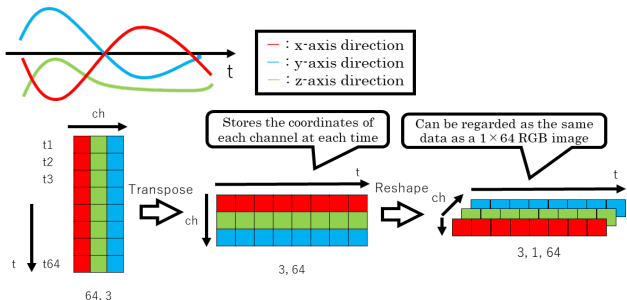 t
— : x-axis direction
— : y-axis direction
— : z-axis direction
ch
Stores the coordinates of
each channel at each time
Can be regarded as the same
data as a 1×64 RGB image
t1
t2
t3
t
t64
64, 3
Transpose
t
ch
3, 64
Reshape
t
ch
3, 1, 64